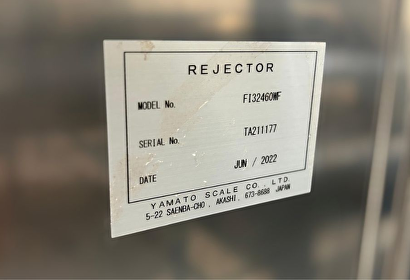 REJECTOR
MODEL No. FI32460WF
SERIAL No. TA211177
DATE JUN / 2022
YAMATO SCALE CO., LTD.
5-22 SAENBA-CHO, AKASHI, 673-8688 JAPAN